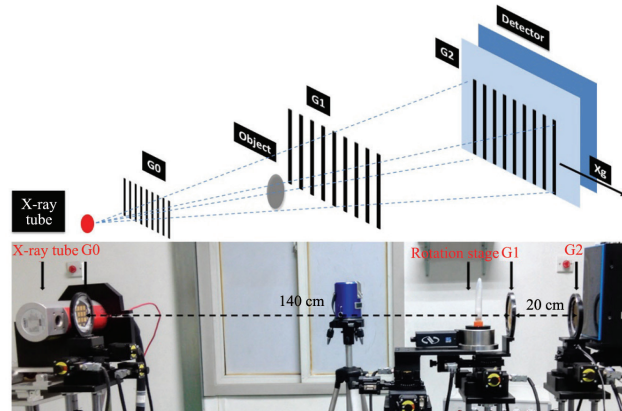 Detector
G2
G1
Object
G0
Xg
X-ray
tube
X-ray tube G0
Rotation stage G1
G2
140 cm
20 cm